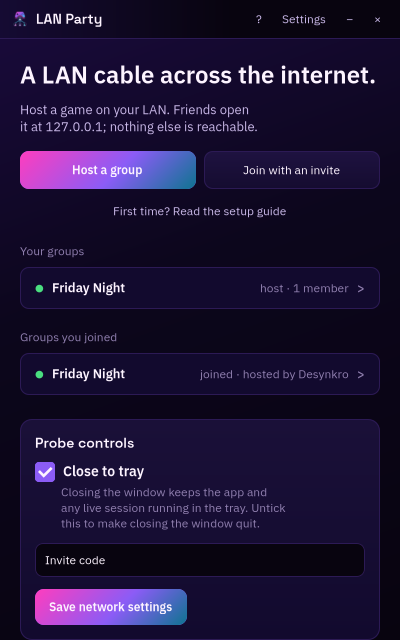 LAN Party
? Settings – ×
A LAN cable across the internet.
Host a game on your LAN. Friends open
it at 127.0.0.1; nothing else is reachable.
Host a group
Join with an invite
First time? Read the setup guide
Your groups
Friday Night host · 1 member >
Groups you joined
Friday Night joined · hosted by Desynkro >
Probe controls
Close to tray
Closing the window keeps the app and
any live session running in the tray. Untick
this to make closing the window quit.
Invite code
Save network settings